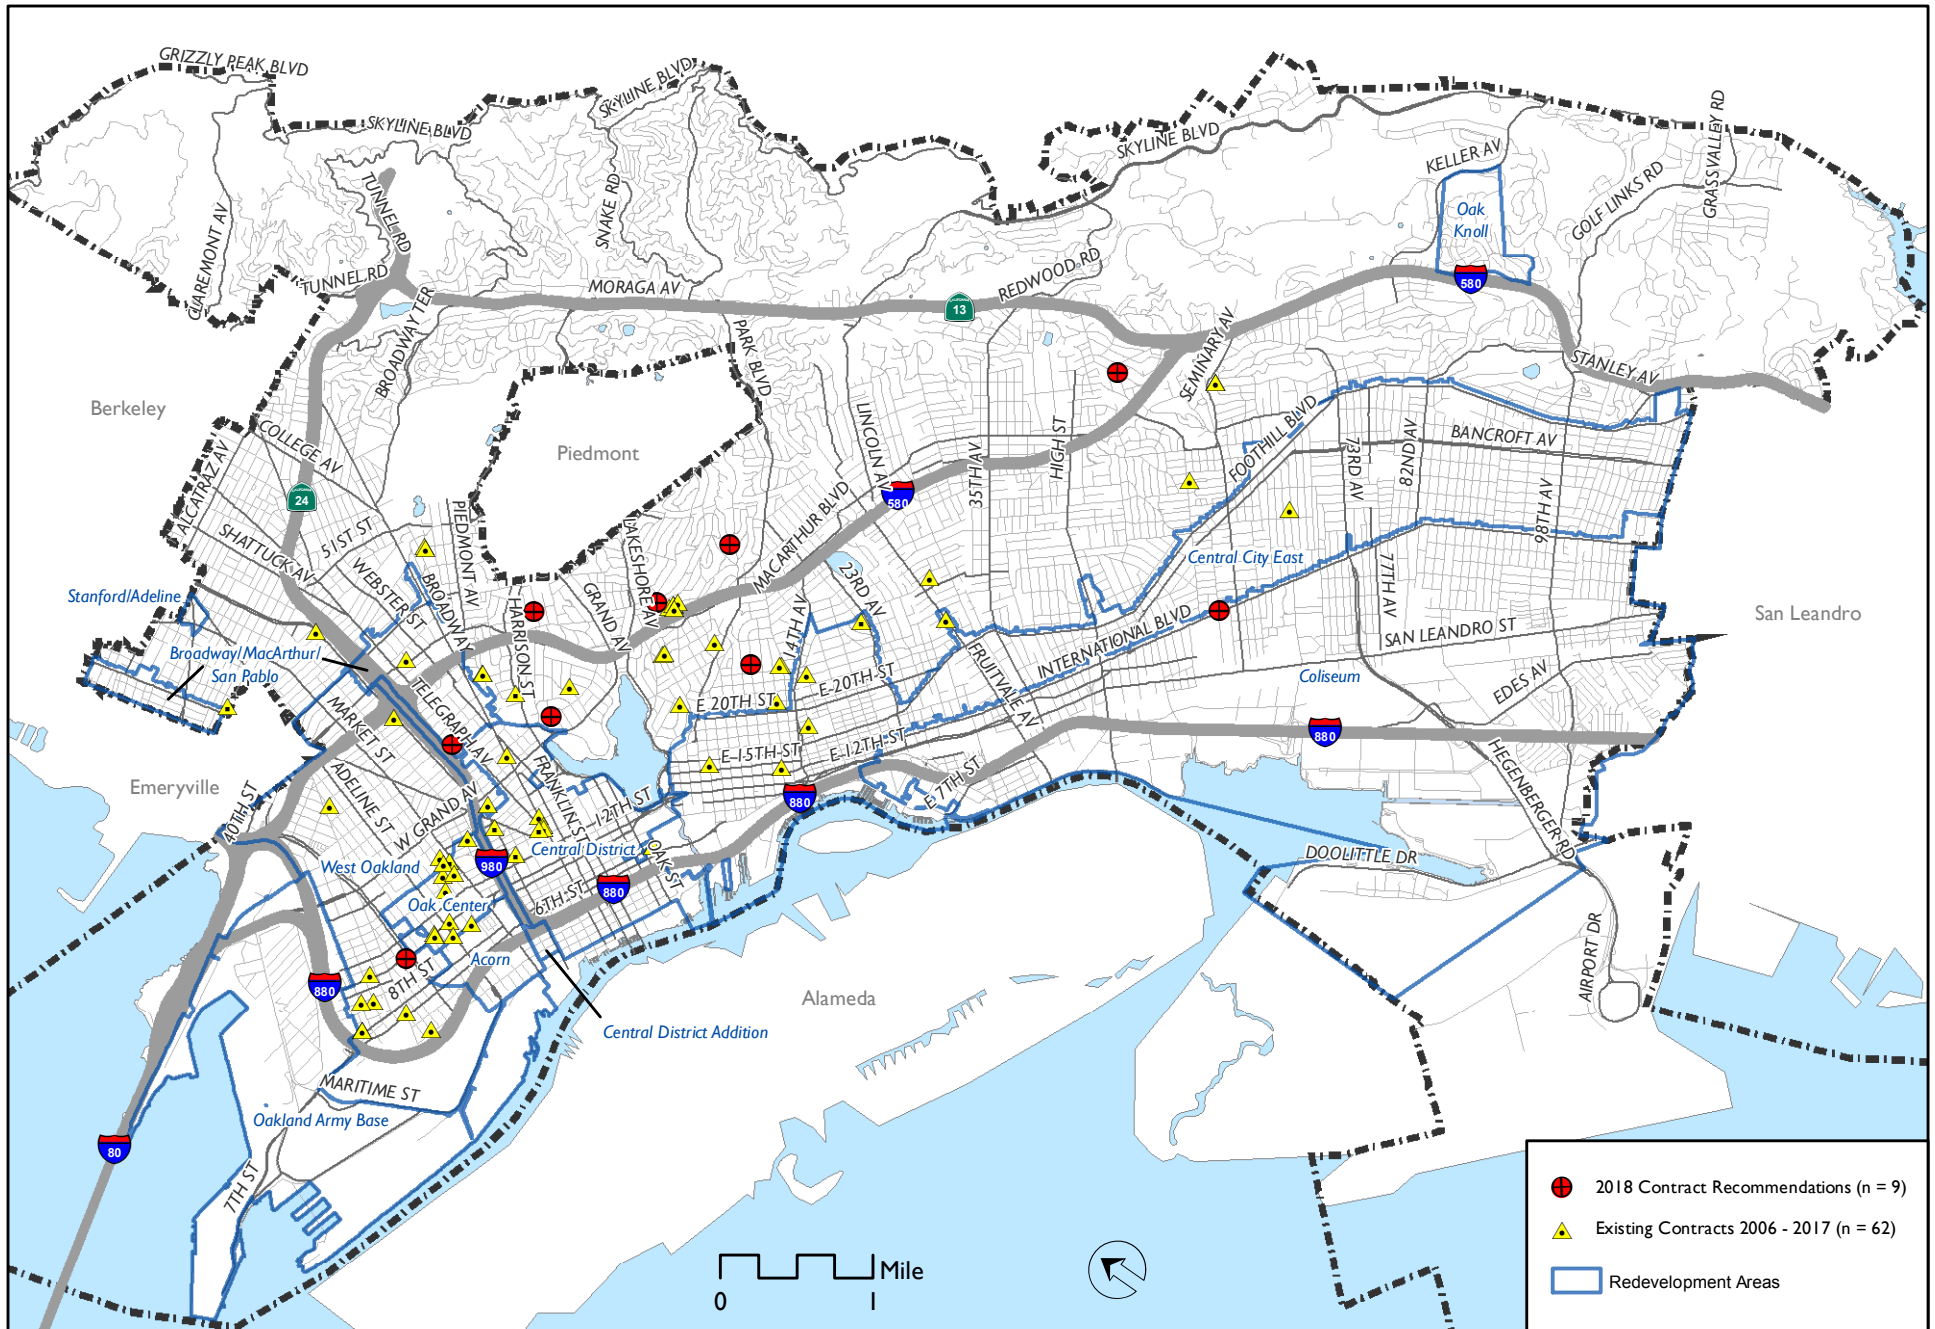 GRIZZLY PEAK BLVD
SKYLINE BLVD
SKYLINE BLVD
SKYLINE BLVD
TUNNEL RD
CLAREMONT AV
SNAKE RD
KELLER AV
GOLF LINKS RD
GRASSVALLEY RD
Oak
Knoll
TUNNEL RD
BROADWAY TER
MORAGA AV
REDWOOD RD
13
580
PARK BLVD
SEMINARY AV
STANLEY AV
Berkeley
COLLEGE AV
ALCATRAZ AV
24
Piedmont
LINCOLN AV
35TH AV
HIGH ST
FOOTHILL BLVD
73RD AV
82ND AV
BANCROFT AV
98TH AV
580
SHATTUCK AV
51ST ST
WEBSTER ST
BROADWAY
PIEDMONT AV
HARRISON ST
GRAND AV
LAKESHORE AV
MACARTHUR BLVD
14TH AV
23RD AV
Central City East
77TH AV
Stanford/Adeline
Broadway/MacArthur/
San Pablo
FRUITVALE AV
INTERNATIONAL BLVD
SAN LEANDRO ST
San Leandro
Coliseum
EDES AV
TELEGRAPH AV
MARKET ST
E 20TH ST
E 20TH ST
E 15TH ST
E 12TH ST
E 7TH ST
880
HEGENBERGER RD
Emeryville
40TH ST
ADELINE ST
W GRAND AV
FRANKLIN ST
12TH ST
880
West Oakland
980
Central District
OAK ST
DOOLITTLE DR
Oak Center
6TH ST
880
Acorn
8TH ST
880
Alameda
AIRPORT DR
Central District Addition
MARITIME ST
Oakland Army Base
80
7TH ST
Mile
0
1
2018 Contract Recommendations (n = 9)
Existing Contracts 2006 - 2017 (n = 62)
Redevelopment Areas